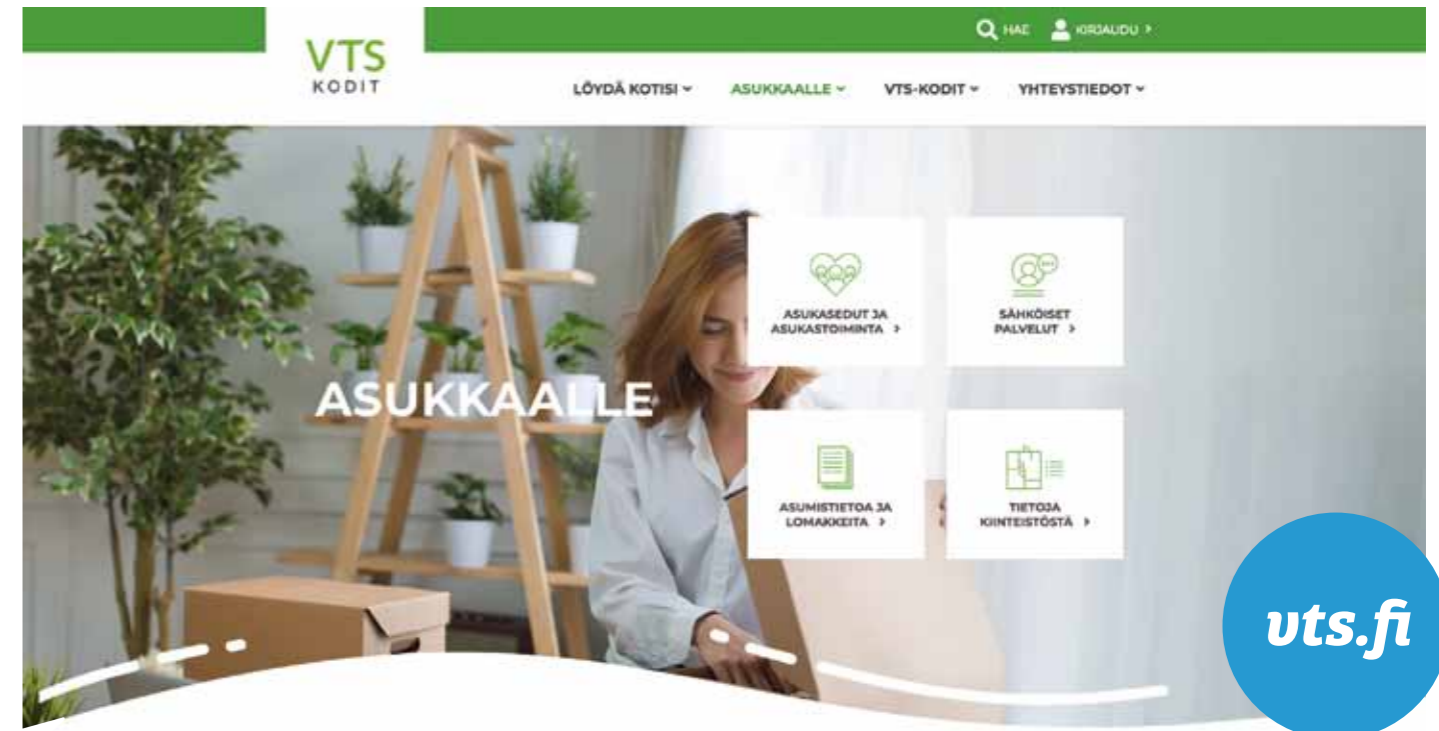 HAE KIRJAUDU >
VTS
KODIT
LÖYDÄ KOTISI ASUKKAALLE VTS-KODIT YHTEYSTIEDOT
ASUKASEDUT JA
ASUKASTOIMINTA >
SÄHKÖISET
PALVELUT >
ASUKKAALLE
ASUMISTIETOA JA
LOMAKKEITA >
TIETOJA
KIINTEISTÖSTÄ >
vts.fi